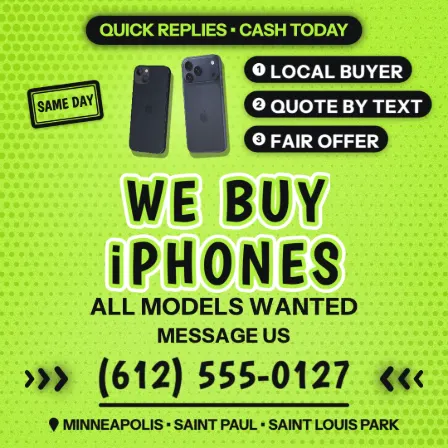 QUICK REPLIES • CASH TODAY
SAME DAY
1 LOCAL BUYER
2 QUOTE BY TEXT
3 FAIR OFFER
WE BUY
iPHONES
ALL MODELS WANTED
MESSAGE US
(612) 555-0127
MINNEAPOLIS • SAINT PAUL • SAINT LOUIS PARK